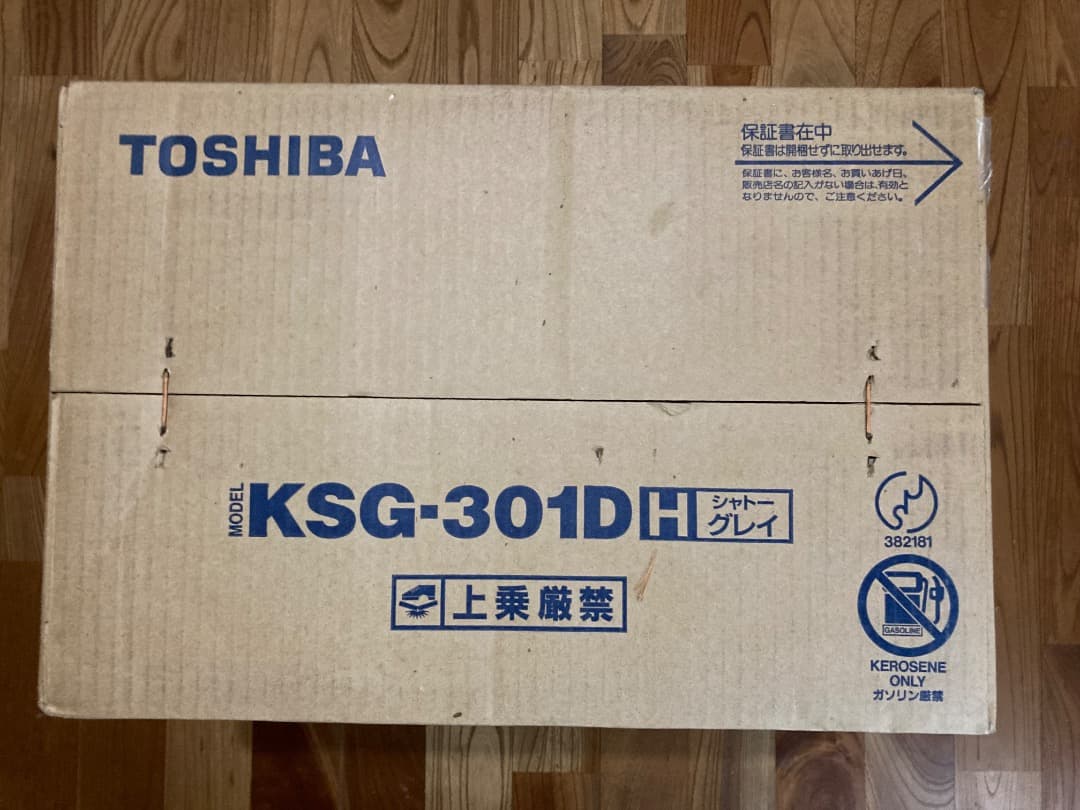 TOSHIBA
保証書在中
保証書は開梱せずに取り出せます。
保証書に、お客様名、お買いあげ日、
販売店名の記入がない場合は、有効と
なりませんので、ご注意ください。
MODEL KSG-301D H シャトー
グレイ
上乗厳禁
382181
GASOLINE
KEROSENE
ONLY
ガソリン厳禁